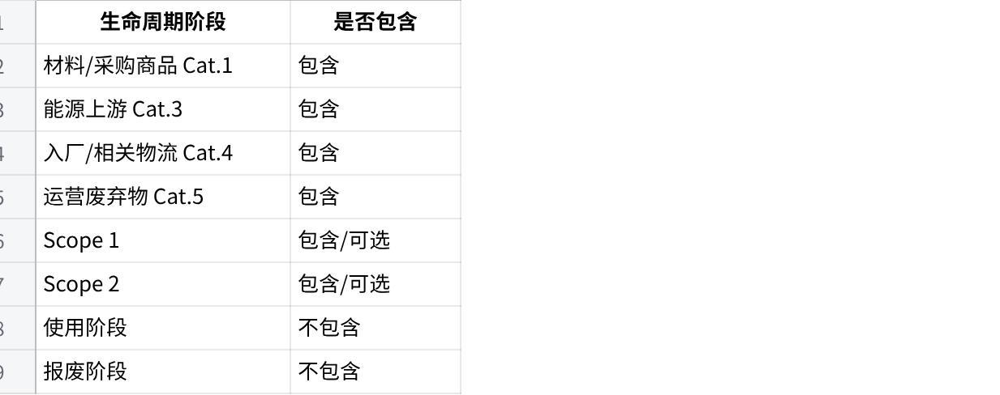 1 生命周期阶段 是否包含
2 材料/采购商品 Cat.1 包含
3 能源上游 Cat.3 包含
4 入厂/相关物流 Cat.4 包含
5 运营废弃物 Cat.5 包含
6 Scope 1 包含/可选
7 Scope 2 包含/可选
8 使用阶段 不包含
9 报废阶段 不包含